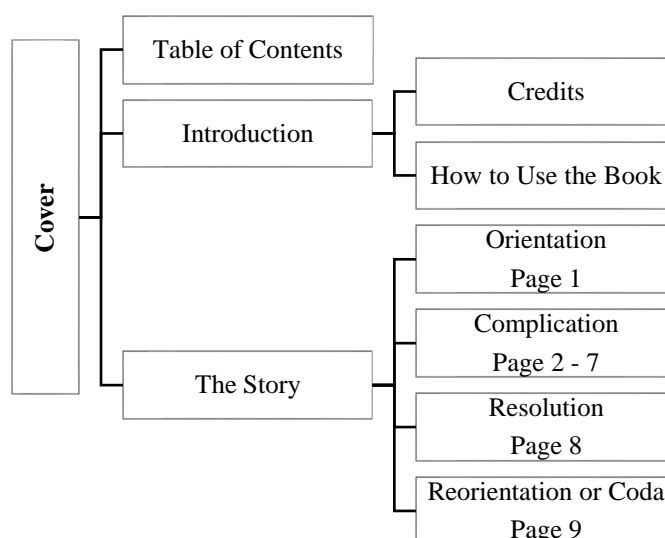 Cover
Table of Contents
Introduction
Credits
How to Use the Book
The Story
Orientation
Page 1
Complication
Page 2 - 7
Resolution
Page 8
Reorientation or Coda
Page 9